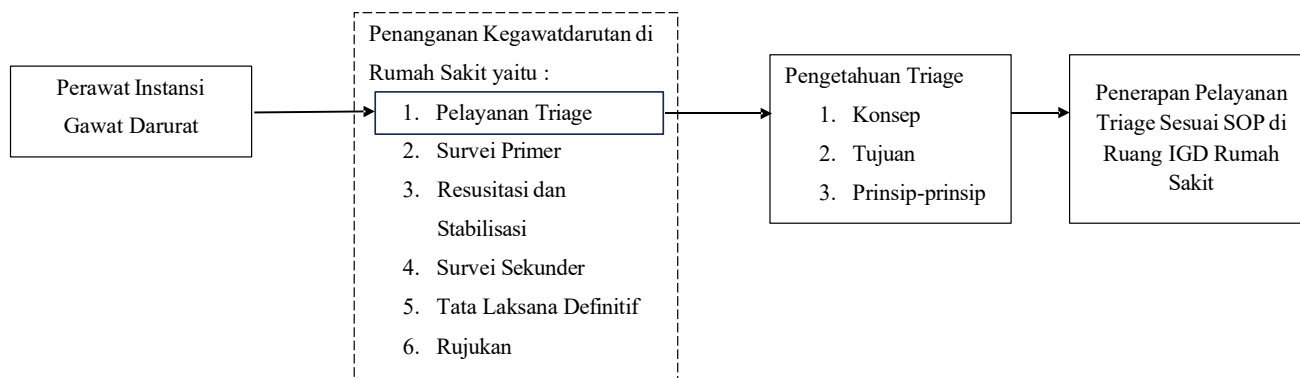 Perawat Instansi
Gawat Darurat
Penanganan Kegawatdarutan di
Rumah Sakit yaitu :
1. Pelayanan Triage
2. Survei Primer
3. Resusitasi dan
Stabilisasi
4. Survei Sekunder
5. Tata Laksana Definitif
6. Rujukan
Pengetahuan Triage
1. Konsep
2. Tujuan
3. Prinsip-prinsip
Penerapan Pelayanan
Triage Sesuai SOP di
Ruang IGD Rumah
Sakit